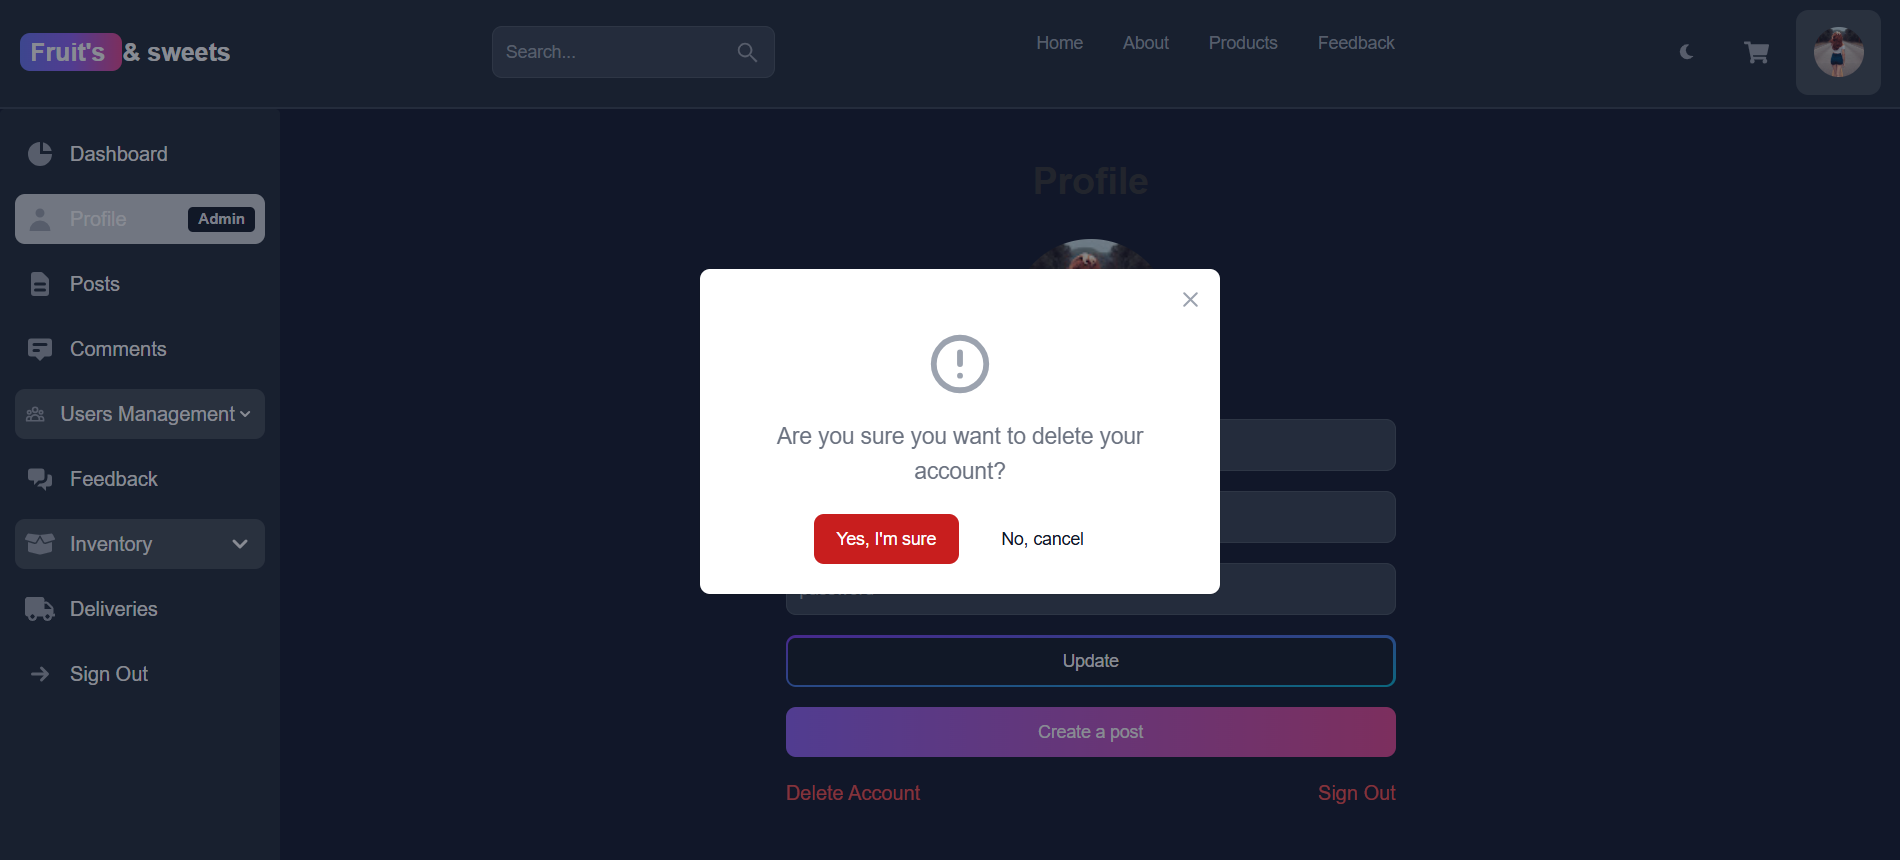 Fruit's & sweets
Search...
Home
About
Products
Feedback
Dashboard
Profile
Admin
Posts
Comments
Users Management
Feedback
Inventory
Deliveries
Sign Out
Profile
Are you sure you want to delete your
account?
Yes, I'm sure
No, cancel
Update
Create a post
Delete Account
Sign Out